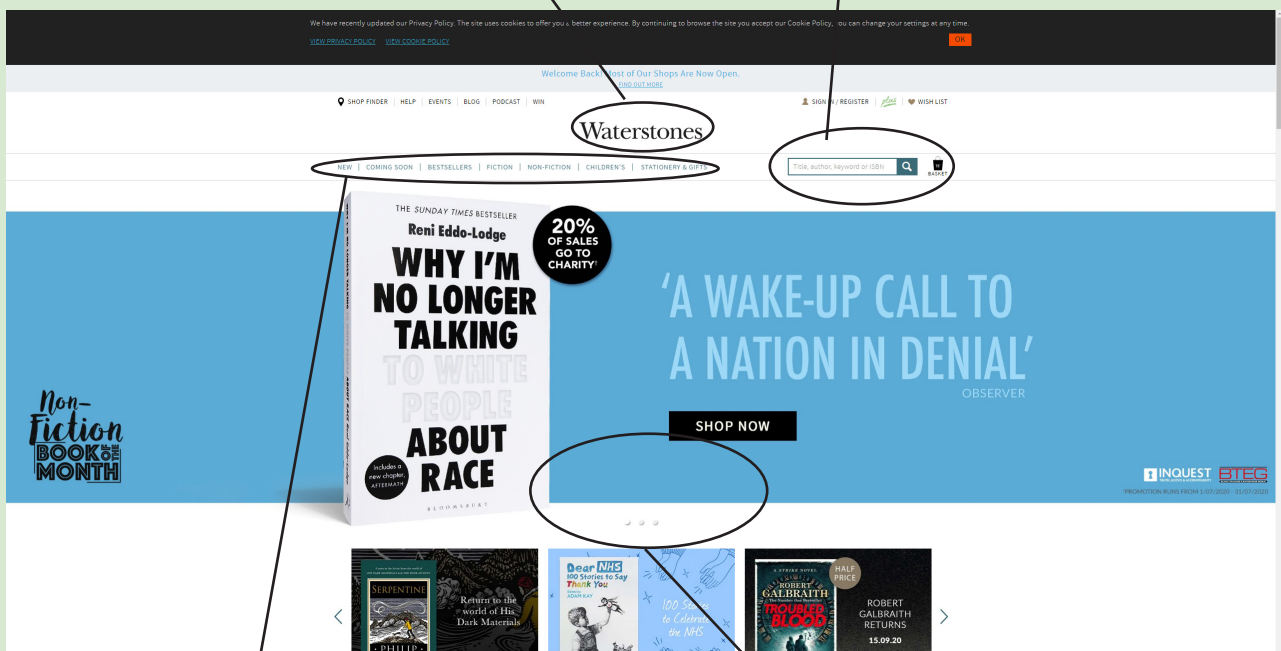 We have recently updated our Privacy Policy. The site uses cookies to offer you a better experience. By continuing to browse the site you accept our Cookie Policy, you can change your settings at any time.
VIEW PRIVACY POLICY VIEW COOKIE POLICY OK
Welcome Back! Most of Our Shops Are Now Open.
FIND OUT MORE
SHOP FINDER | HELP | EVENTS | BLOG | PODCAST | WIN
SIGN IN / REGISTER | plus | WISH LIST
Waterstones
NEW | COMING SOON | BESTSELLERS | FICTION | NON-FICTION | CHILDREN'S | STATIONERY & GIFTS
Title, author, keyword or ISBN
BASKET
THE SUNDAY TIMES BESTSELLER
Reni Eddo-Lodge
WHY I'M
NO LONGER
TALKING
TO WHITE
PEOPLE
ABOUT
RACE
Includes a
new chapter,
AFTERMATH
BLOOMSBURY
20%
OF SALES
GO TO
CHARITY†
'A WAKE-UP CALL TO
A NATION IN DENIAL'
OBSERVER
SHOP NOW
Non-
Fiction
BOOK OF THE
MONTH
INQUEST BTEG
†PROMOTION RUNS FROM 1/07/2020 - 31/07/2020
SERPENTINE
PHILIP
Return to the
world of His
Dark Materials
Dear NHS
100 Stories to Say
Thank You
Edited by
ADAM KAY
100 Stories
to Celebrate
the NHS
A STRIKE NOVEL
ROBERT
GALBRAITH
The Number One Bestseller
TROUBLED
BLOOD
HALF
PRICE
ROBERT
GALBRAITH
RETURNS
15.09.20